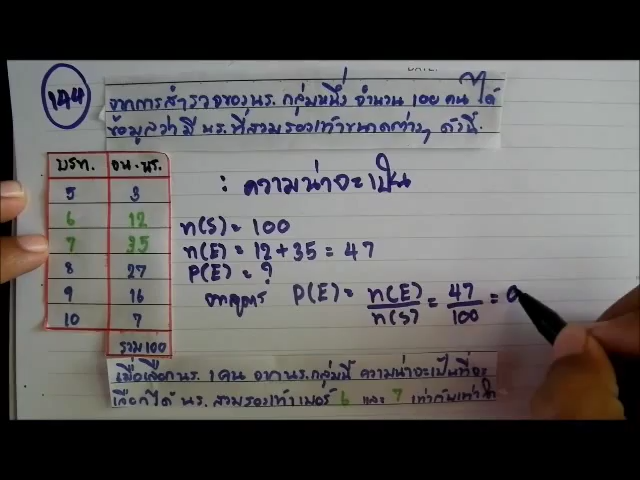 144
จากการสำรวจของนร. กลุ่มหนึ่ง จำนวน 100 คน ได้
ข้อมูลว่ามี นร. ที่สวมรองเท้าขนาดต่างๆ ดังนี้.
บรท. จน. นร.
5 3
6 12
7 35
8 27
9 16
10 7
รวม 100
: ความน่าจะเป็น
n(S) = 100
n(E) = 12 + 35 = 47
P(E) = ?
จากสูตร P(E) = n(E)/n(S) = 47/100 = 0
เมื่อเลือกนร. 1 คน จากนร. กลุ่มนี้ ความน่าจะเป็นที่จะ
เลือกได้ นร. สวมรองเท้าเบอร์ 6 และ 7 เท่ากับเท่าใด